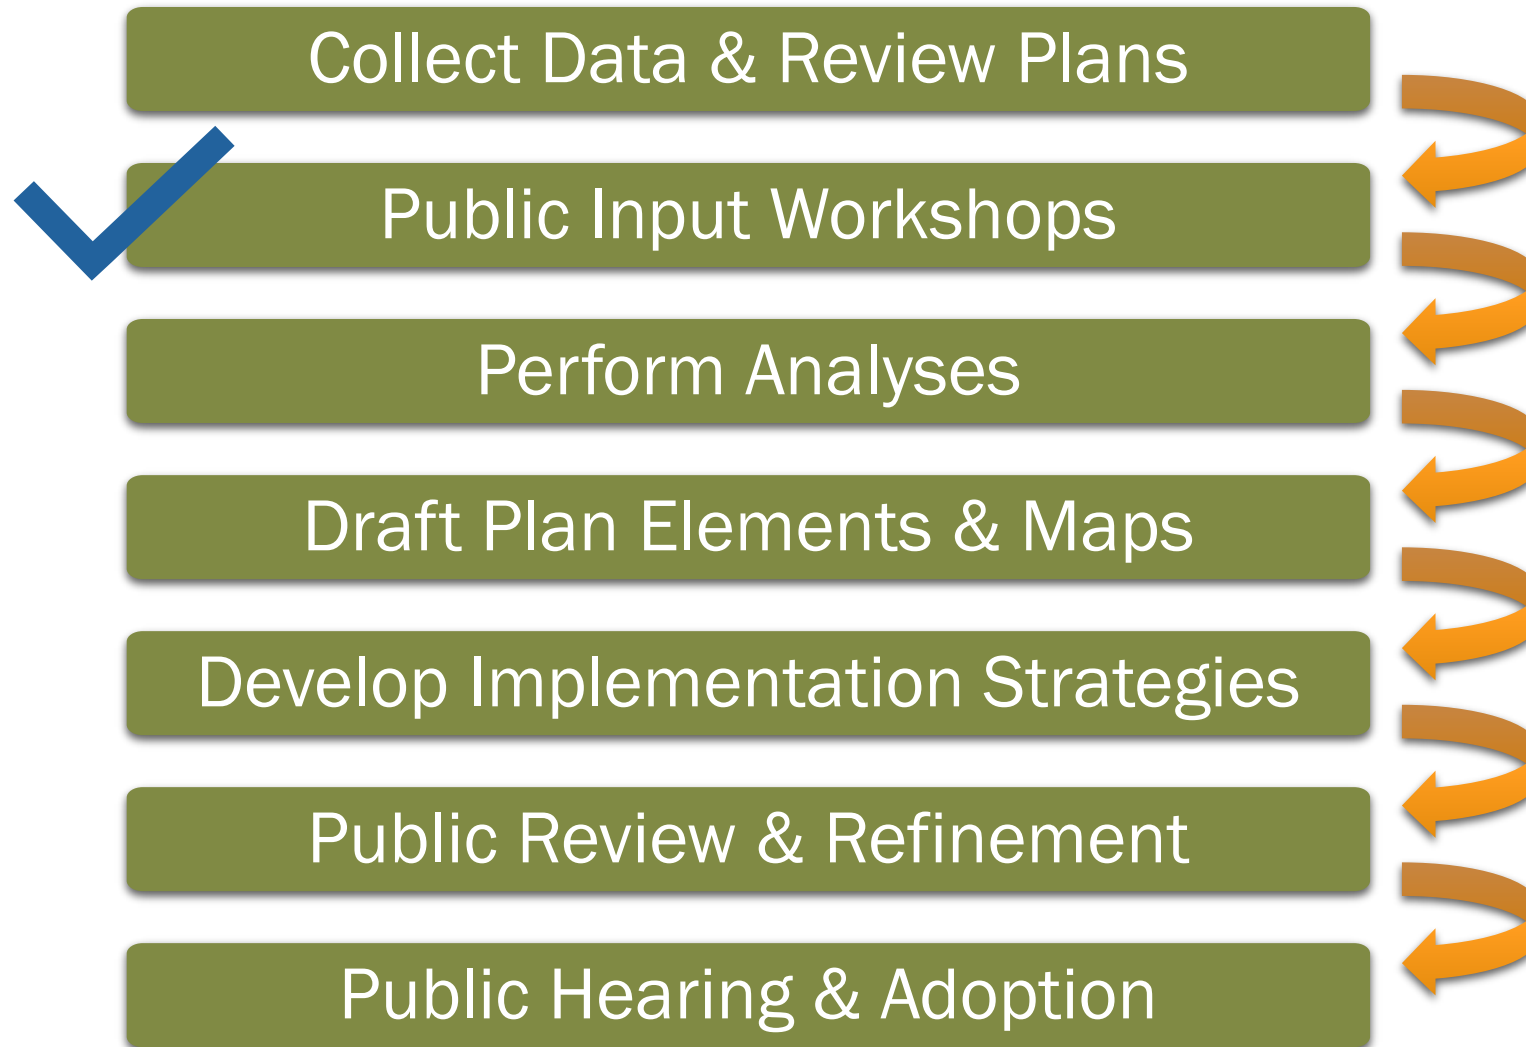 Collect Data & Review Plans
Public Input Workshops
Perform Analyses
Draft Plan Elements & Maps
Develop Implementation Strategies
Public Review & Refinement
Public Hearing & Adoption